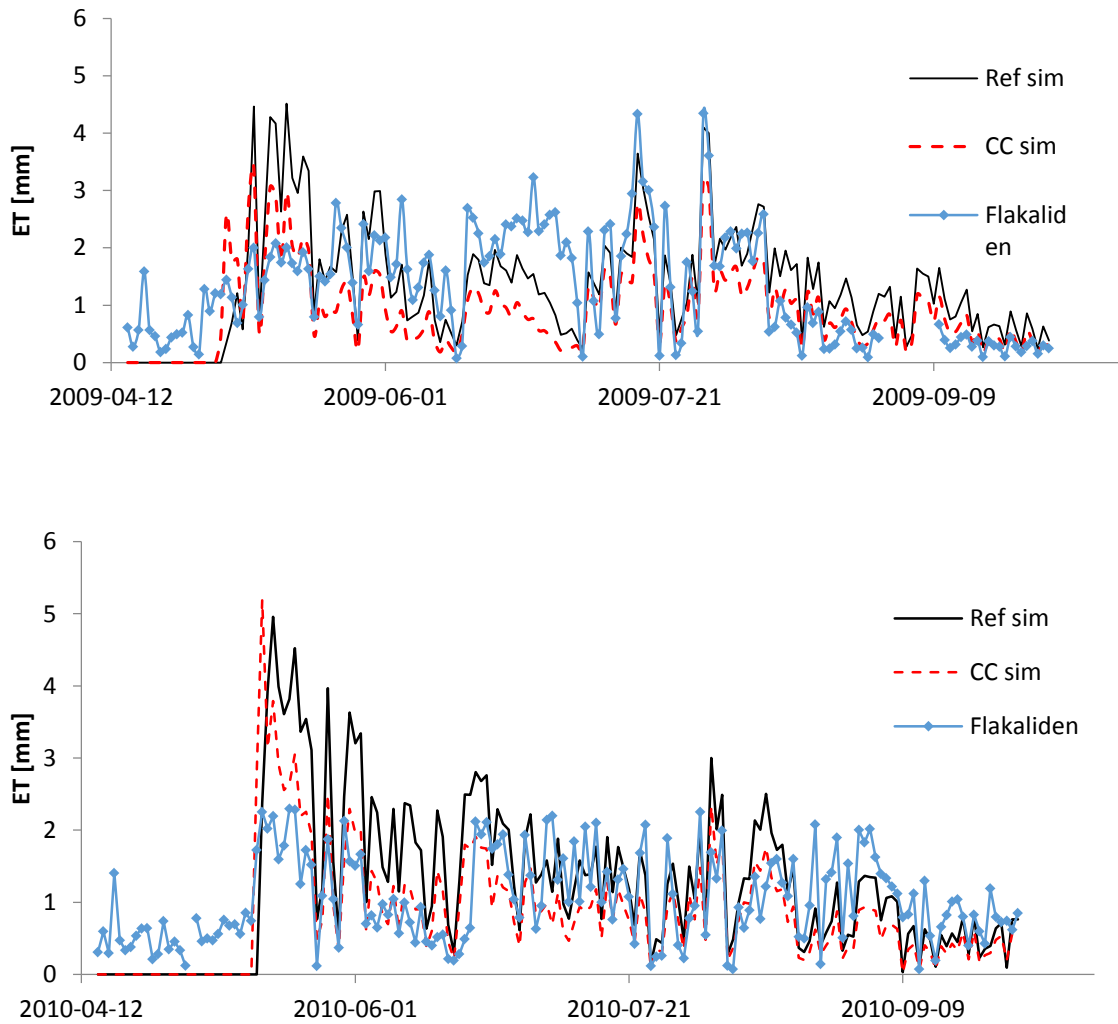 6
5
4
3
2
1
0
ET [mm]
2009-04-12
2009-06-01
2009-07-21
2009-09-09
Ref sim
CC sim
Flakalid
en
6
5
4
3
2
1
0
ET [mm]
2010-04-12
2010-06-01
2010-07-21
2010-09-09
Ref sim
CC sim
Flakaliden